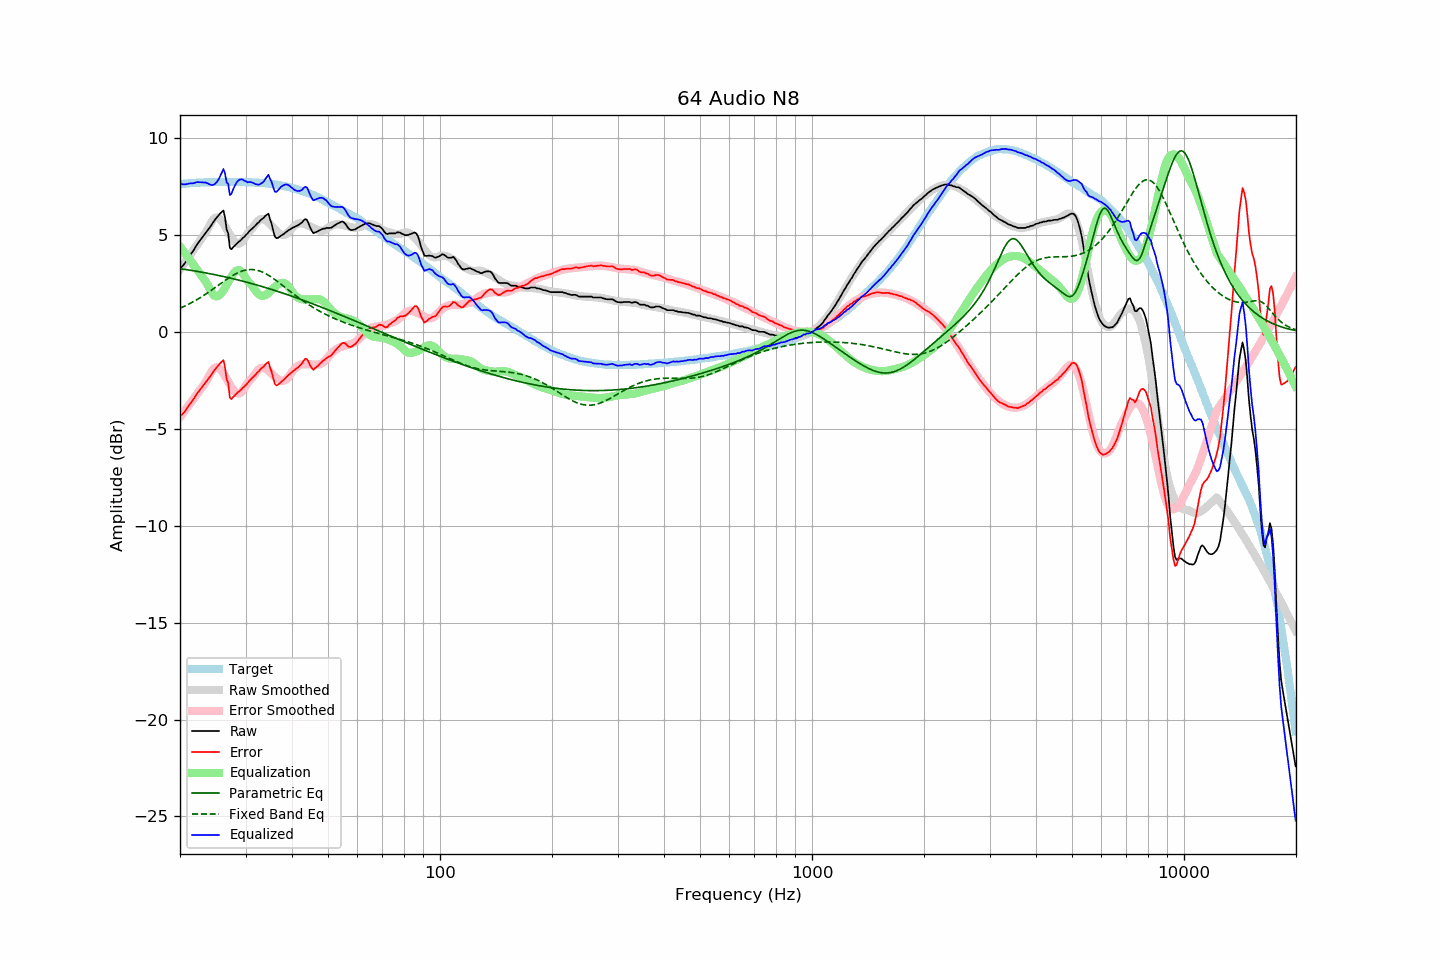 64 Audio N8
10
5
0
−5
−10
−15
−20
−25
Amplitude (dBr)
Target
Raw Smoothed
Error Smoothed
Raw
Error
Equalization
Parametric Eq
Fixed Band Eq
Equalized
100
1000
10000
Frequency (Hz)